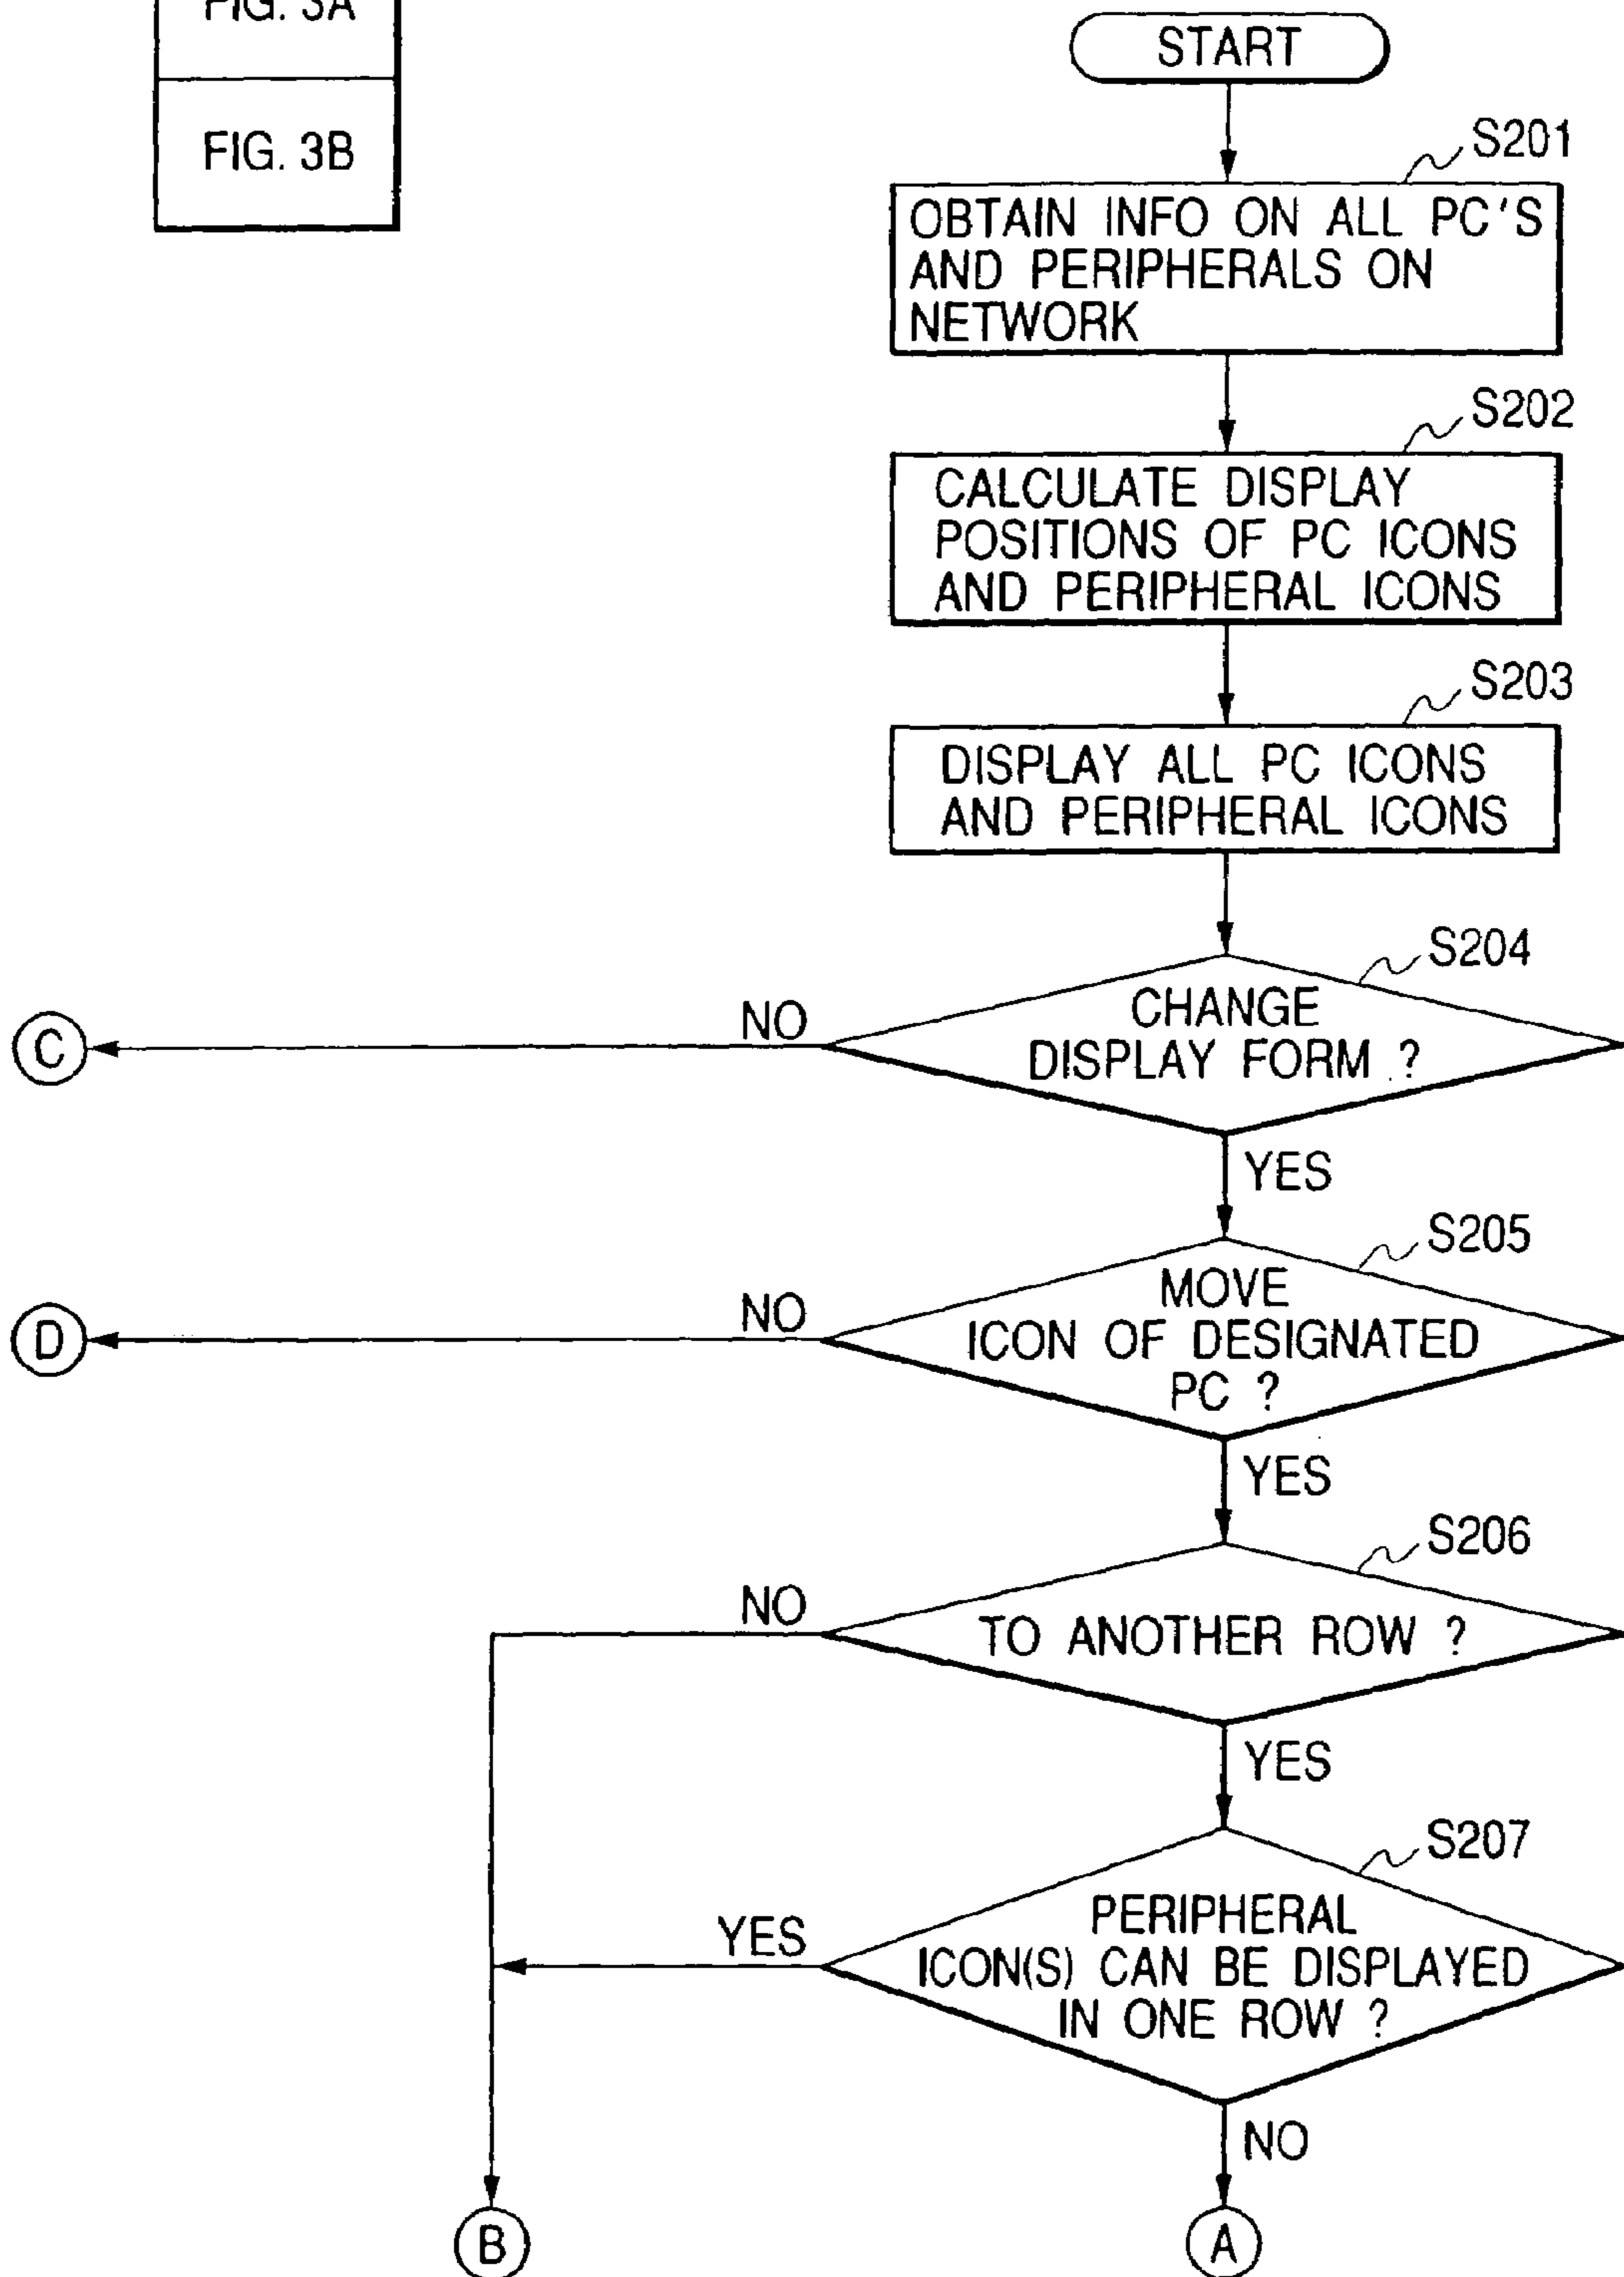 FIG. 3A
FIG. 3B
START
S201
OBTAIN INFO ON ALL PC'S
AND PERIPHERALS ON
NETWORK
S202
CALCULATE DISPLAY
POSITIONS OF PC ICONS
AND PERIPHERAL ICONS
S203
DISPLAY ALL PC ICONS
AND PERIPHERAL ICONS
S204
CHANGE
DISPLAY FORM ?
NO
C
YES
S205
MOVE
ICON OF DESIGNATED
PC ?
NO
D
YES
S206
TO ANOTHER ROW ?
NO
YES
S207
PERIPHERAL
ICON(S) CAN BE DISPLAYED
IN ONE ROW ?
YES
NO
B
A